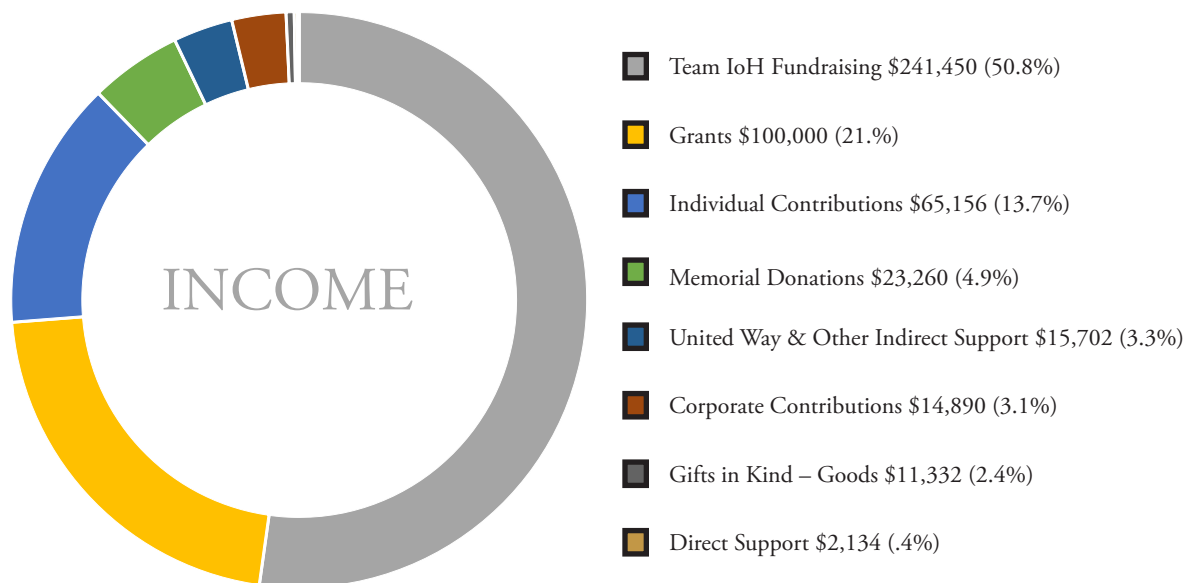 INCOME
Team IoH Fundraising $241,450 (50.8%)
Grants $100,000 (21.%)
Individual Contributions $65,156 (13.7%)
Memorial Donations $23,260 (4.9%)
United Way & Other Indirect Support $15,702 (3.3%)
Corporate Contributions $14,890 (3.1%)
Gifts in Kind – Goods $11,332 (2.4%)
Direct Support $2,134 (.4%)